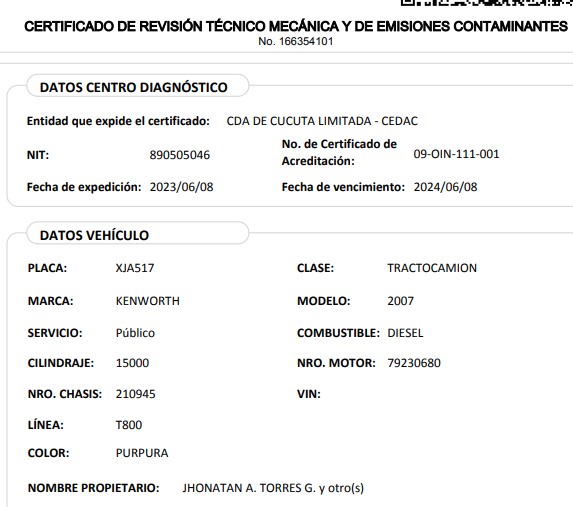 CERTIFICADO DE REVISIÓN TÉCNICO MECÁNICA Y DE EMISIONES CONTAMINANTES
No. 166354101
DATOS CENTRO DIAGNÓSTICO
Entidad que expide el certificado: CDA DE CUCUTA LIMITADA - CEDAC
NIT: 890505046 No. de Certificado de Acreditación: 09-OIN-111-001
Fecha de expedición: 2023/06/08 Fecha de vencimiento: 2024/06/08
DATOS VEHÍCULO
PLACA: XJA517 CLASE: TRACTOCAMION
MARCA: KENWORTH MODELO: 2007
SERVICIO: Público COMBUSTIBLE: DIESEL
CILINDRAJE: 15000 NRO. MOTOR: 79230680
NRO. CHASIS: 210945 VIN:
LÍNEA: T800
COLOR: PURPURA
NOMBRE PROPIETARIO: JHONATAN A. TORRES G. y otro(s)